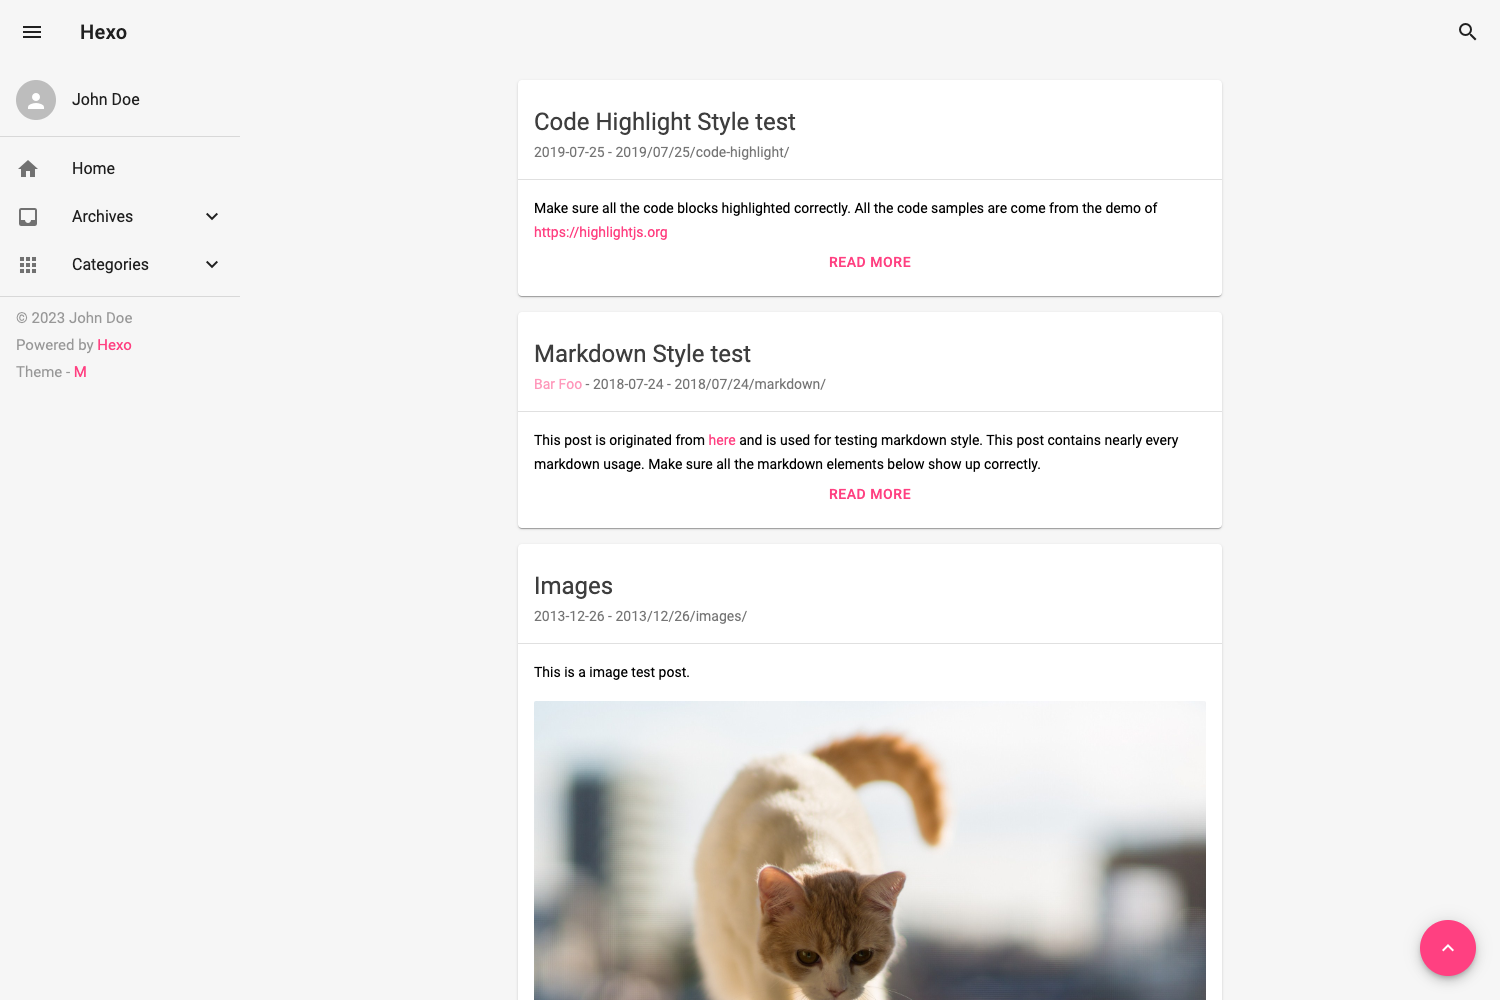 Hexo
John Doe
Home
Archives
Categories
© 2023 John Doe
Powered by Hexo
Theme - M
Code Highlight Style test
2019-07-25 - 2019/07/25/code-highlight/
Make sure all the code blocks highlighted correctly. All the code samples are come from the demo of
https://highlightjs.org
READ MORE
Markdown Style test
Bar Foo - 2018-07-24 - 2018/07/24/markdown/
This post is originated from here and is used for testing markdown style. This post contains nearly every
markdown usage. Make sure all the markdown elements below show up correctly.
READ MORE
Images
2013-12-26 - 2013/12/26/images/
This is a image test post.